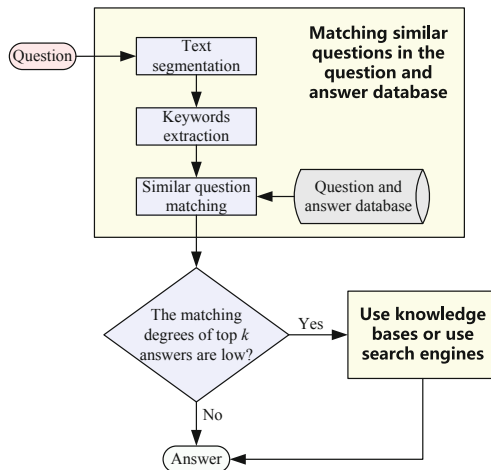 Matching similar
questions in the
question and
answer database
Question
Text
segmentation
Keywords
extraction
Similar question
matching
Question and
answer database
The matching
degrees of top k
answers are low?
Yes
Use knowledge
bases or use
search engines
No
Answer